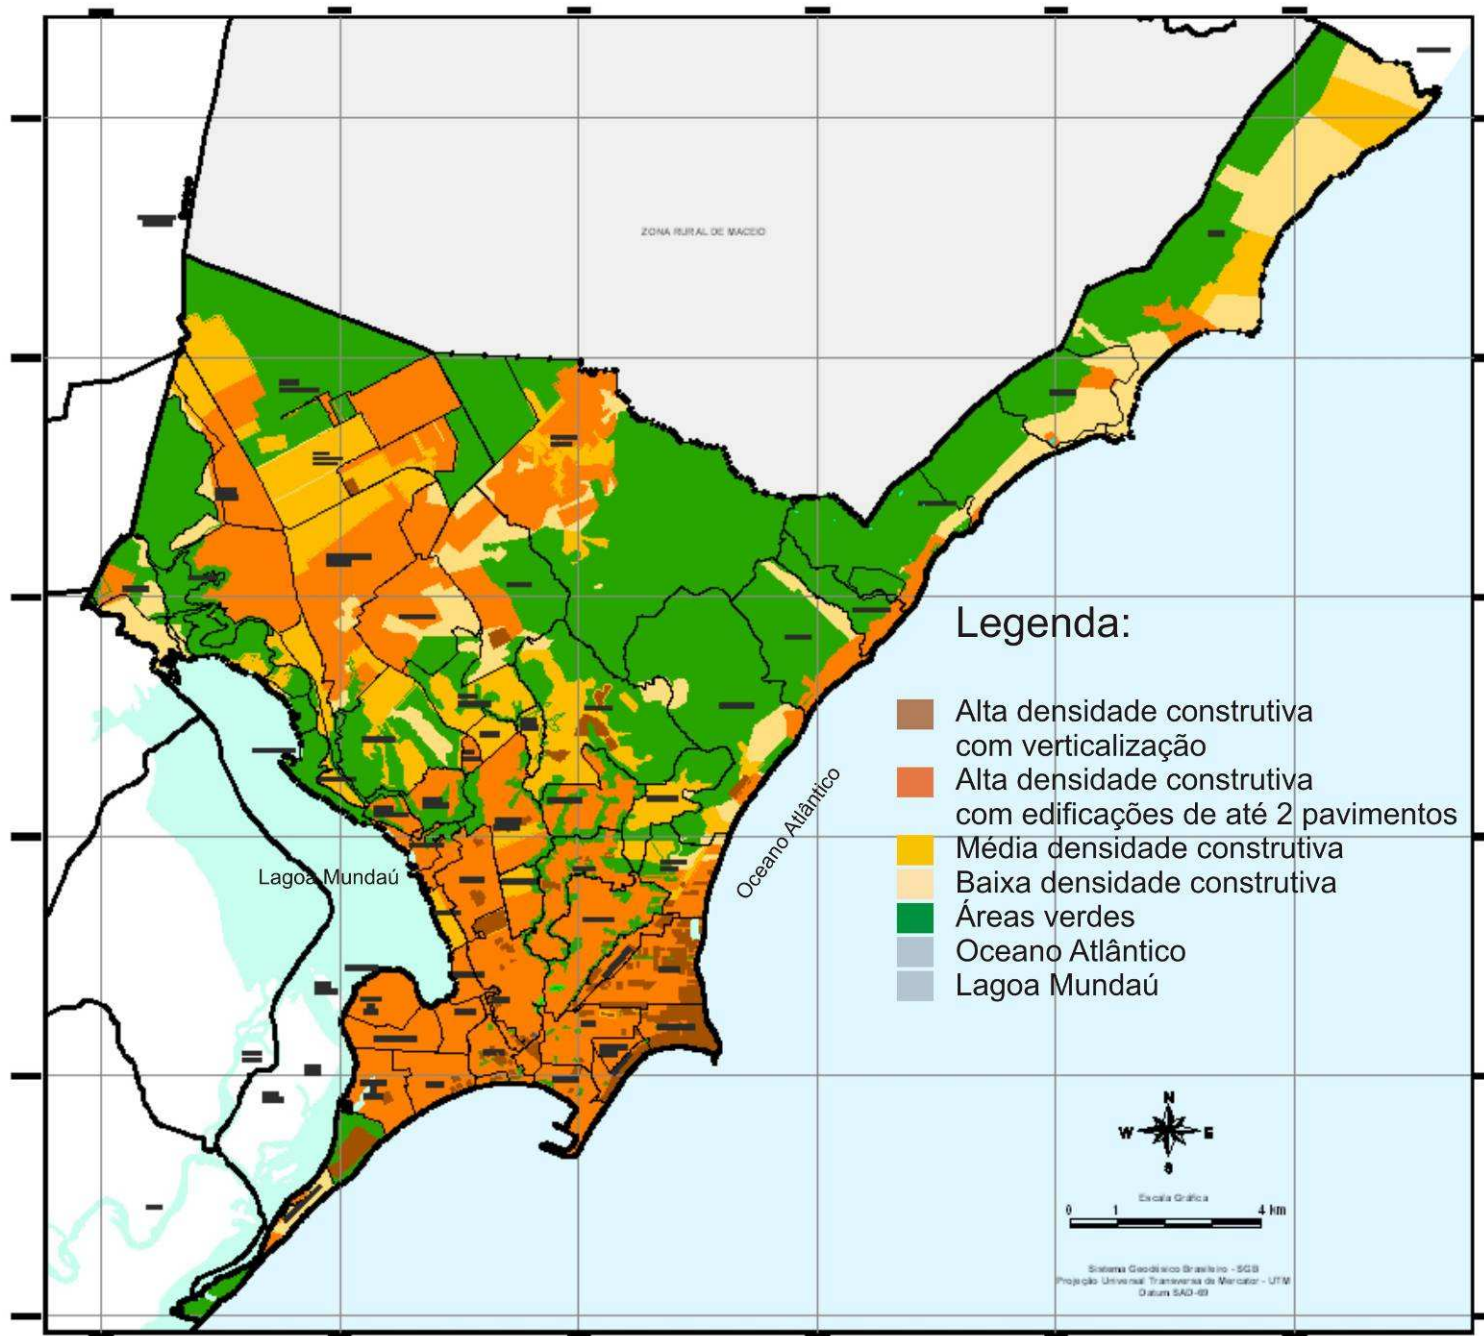 ZONA RURAL DE MACEIO
Legenda:
Alta densidade construtiva
com verticalização
Alta densidade construtiva
com edificações de até 2 pavimentos
Média densidade construtiva
Baixa densidade construtiva
Áreas verdes
Oceano Atlântico
Lagoa Mundaú
Oceano Atlântico
Lagoa Mundaú
N
W E
S
Escala Gráfica
0 1 4 km
Sistema Geodésico Brasileiro - SGB
Projeção Universal Transversa de Mercator - UTM
Datum SAD-69